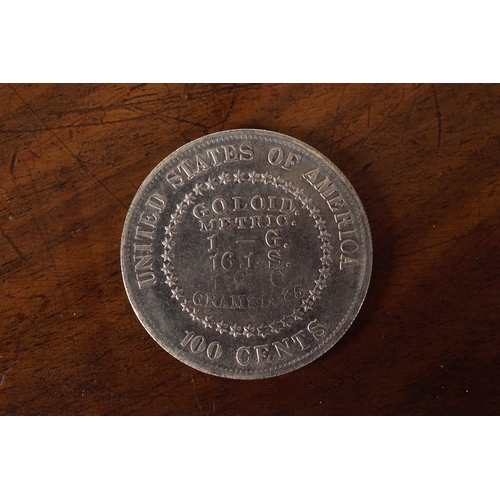 UNITED STATES OF AMERICA
GOLOID.
METRIC.
1 — G.
16.1 S.
GRAMS
100 CENTS